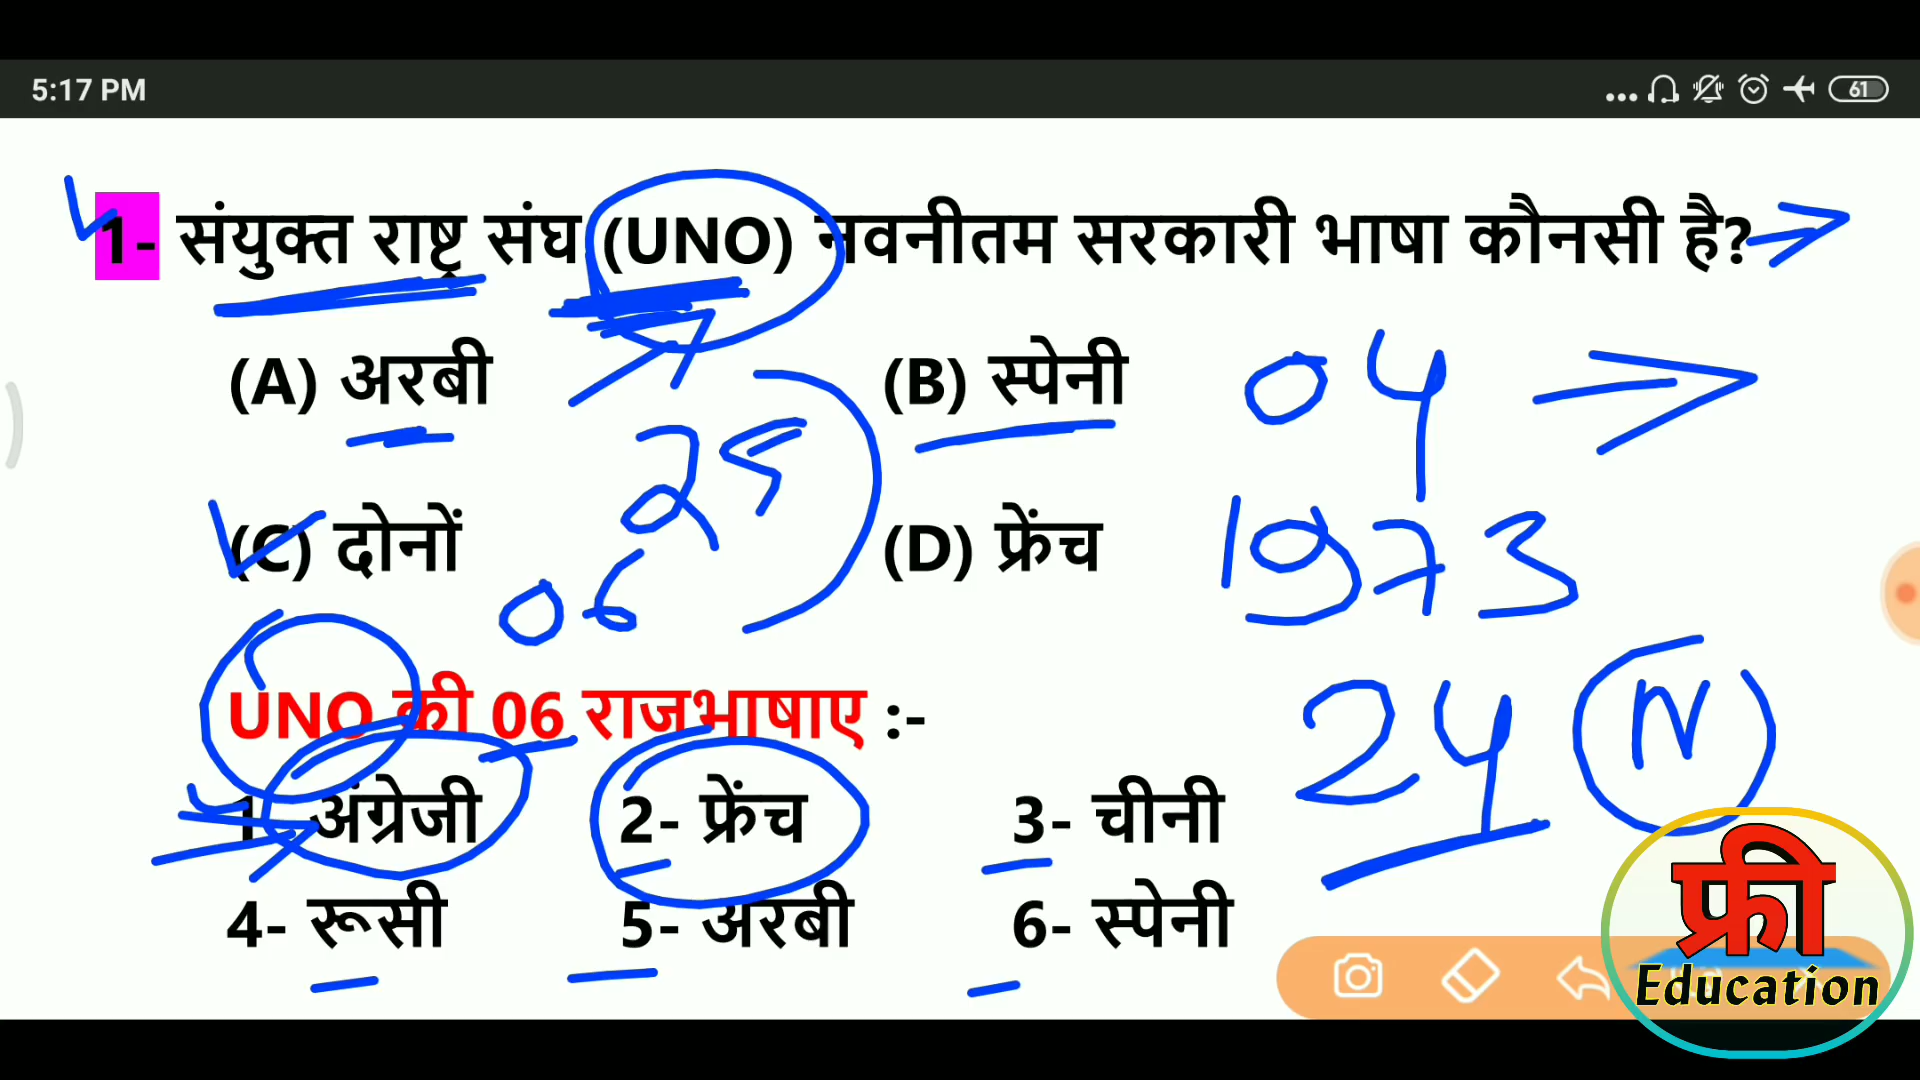 5:17 PM
61
1- संयुक्त राष्ट्र संघ (UNO) नवनीतम सरकारी भाषा कौनसी है?
(A) अरबी (B) स्पेनी 04
25
(C) दोनों (D) फ्रेंच 1973
06
UNO की 06 राजभाषाए :- 24 N
1- अंग्रेजी 2- फ्रेंच 3- चीनी
4- रूसी 5- अरबी 6- स्पेनी
फ्री
Education